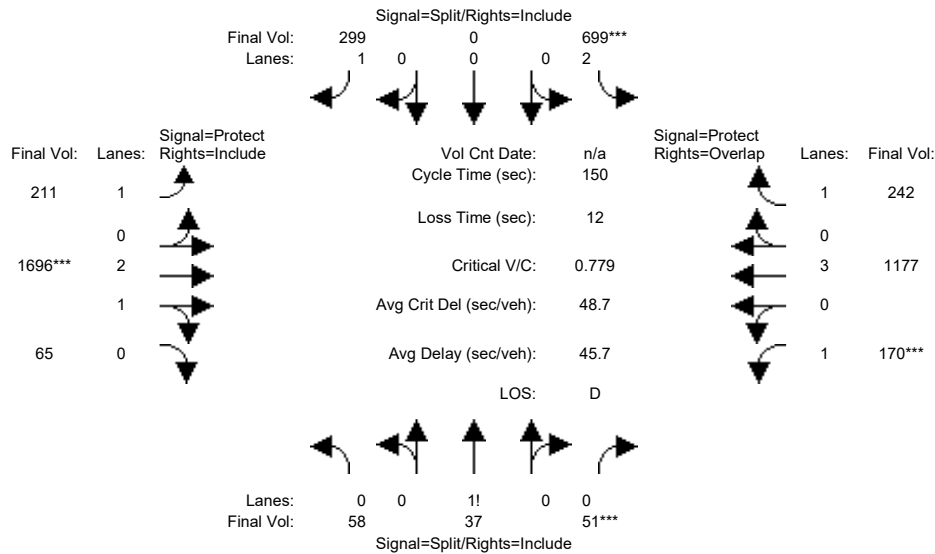 Signal=Split/Rights=Include
Final Vol: 299 0 699***
Lanes: 1 0 0 0 2
Signal=Protect Signal=Protect
Final Vol: Lanes: Rights=Include Vol Cnt Date: n/a Rights=Overlap Lanes: Final Vol:
Cycle Time (sec): 150
211 1 1 242
Loss Time (sec): 12
0 0
1696*** 2 Critical V/C: 0.779 3 1177
1 Avg Crit Del (sec/veh): 48.7 0
65 0 Avg Delay (sec/veh): 45.7 1 170***
LOS: D
Lanes: 0 0 1! 0 0
Final Vol: 58 37 51***
Signal=Split/Rights=Include